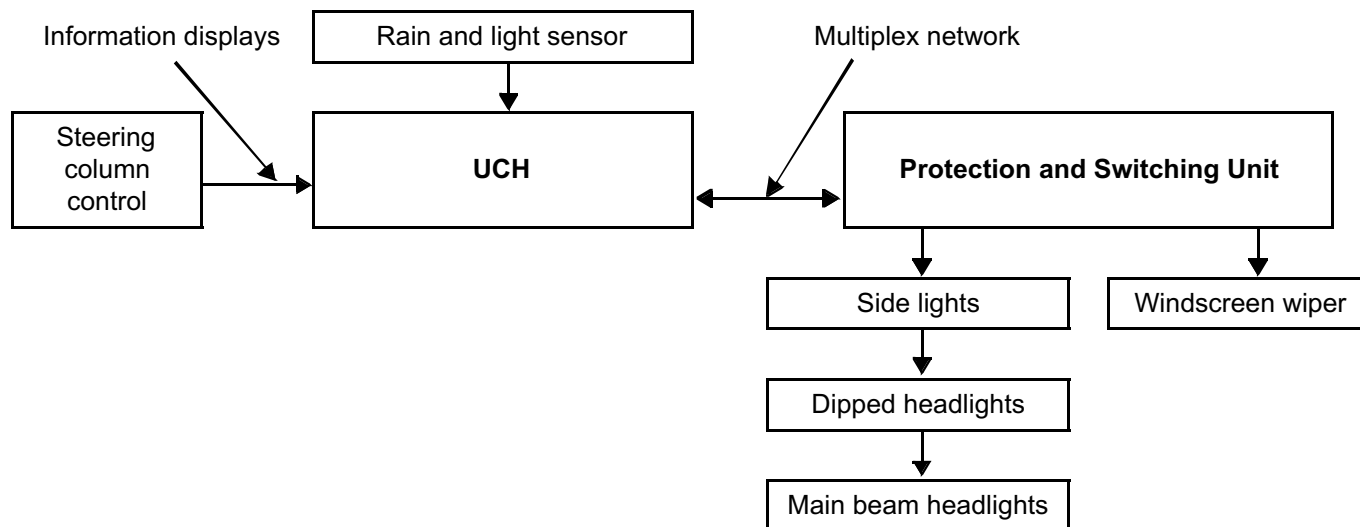 Information displays
Rain and light sensor
Multiplex network
Steering
column
control
UCH
Protection and Switching Unit
Side lights
Windscreen wiper
Dipped headlights
Main beam headlights